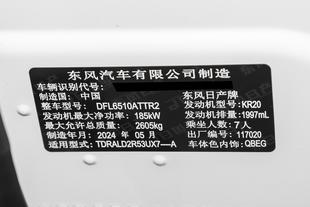 东风汽车有限公司制造
车辆识别代号:
制造国: 中国 东风日产牌
整车型号: DFL6510ATTR2 发动机型号: KR20
发动机最大净功率: 185kW 发动机排量: 1997mL
最大允许总质量: 2605kg 乘坐人数: 7人
制造年月: 2024 年 05 月 出厂编号: 117020
适用型式: TDRALD2R53UX7—A 车体色内饰: QBEG